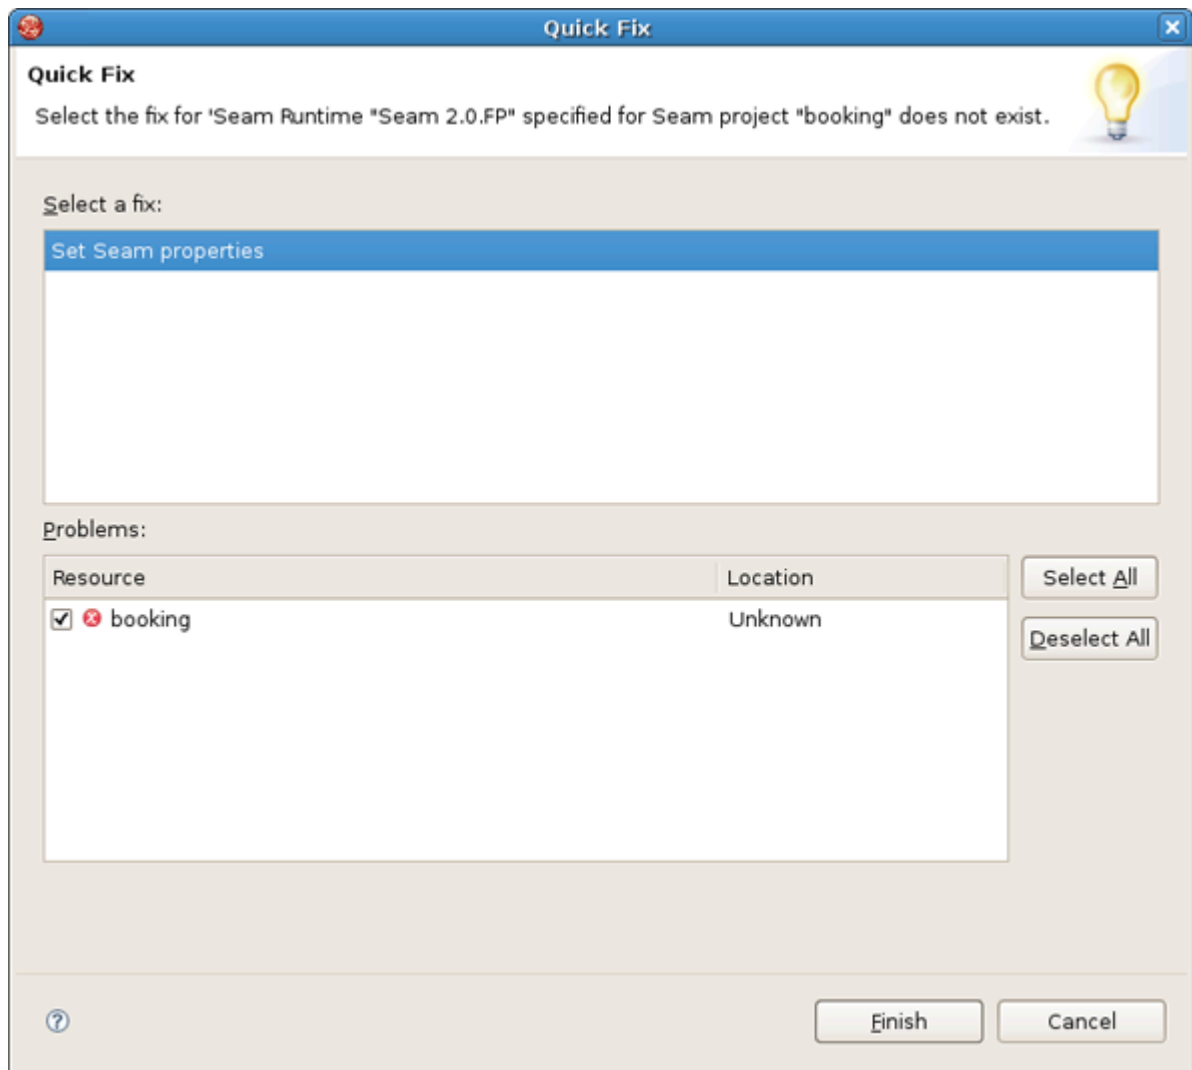 Quick Fix
Quick Fix
Select the fix for 'Seam Runtime "Seam 2.0.FP" specified for Seam project "booking" does not exist.
Select a fix:
Set Seam properties
Problems:
Resource Location Select All
booking Unknown
Deselect All
Finish Cancel